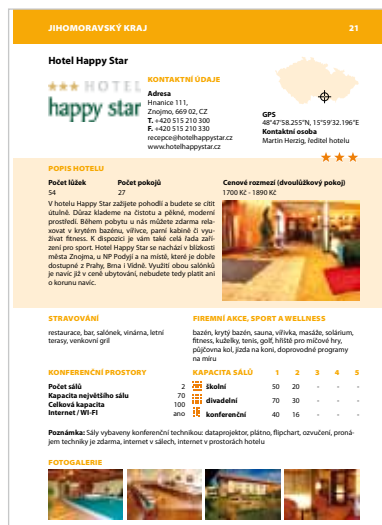 JIHOMORAVSKÝ KRAJ 21
Hotel Happy Star
HOTEL
happy star
KONTAKTNÍ ÚDAJE
Adresa
Hnanice 111,
Znojmo, 669 02, CZ
T. +420 515 210 300
F. +420 515 210 330
recepce@hotelhappystar.cz
www.hotelhappystar.cz
GPS
48°47'58.255"N, 15°59'32.196"E
Kontaktní osoba
Martin Herzig, ředitel hotelu
POPIS HOTELU
Počet lůžek Počet pokojů Cenové rozmezí (dvoulůžkový pokoj)
54 27 1700 Kč - 1890 Kč
V hotelu Happy Star zažijete pohodlí a budete se cítit
útulně. Důraz klademe na čistotu a pěkné, moderní
prostředí. Během pobytu u nás můžete zdarma rela-
xovat v krytém bazénu, vířivce, parní kabině či vyu-
žívat fitness. K dispozici je vám také celá řada zaří-
zení pro sport. Hotel Happy Star se nachází v blízkosti
města Znojma, u NP Podyjí a na místě, které je dobře
dostupné z Prahy, Brna i Vídně. Využití obou salónků
je navíc již v ceně ubytování, nebudete tedy platit ani
o korunu navíc.
STRAVOVÁNÍ
restaurace, bar, salónek, vinárna, letní
terasy, venkovní gril
FIREMNÍ AKCE, SPORT A WELLNESS
bazén, krytý bazén, sauna, vířivka, masáže, solárium,
fitness, kuželky, tenis, golf, hřiště pro míčové hry,
půjčovna kol, jízda na koni, doprovodné programy
na míru
KONFERENČNÍ PROSTORY
Počet sálů 2
Kapacita největšího sálu 70
Celková kapacita 100
Internet / WI-FI ano
KAPACITA SÁLŮ 1 2 3 4 5
školní 50 20 - - -
divadelní 70 30 - - -
konferenční 40 16 - - -
Poznámka: Sály vybaveny konferenční technikou: dataprojektor, plátno, flipchart, ozvučení, proná-
jem techniky je zdarma, internet v sálech, internet v prostorách hotelu
FOTOGALERIE